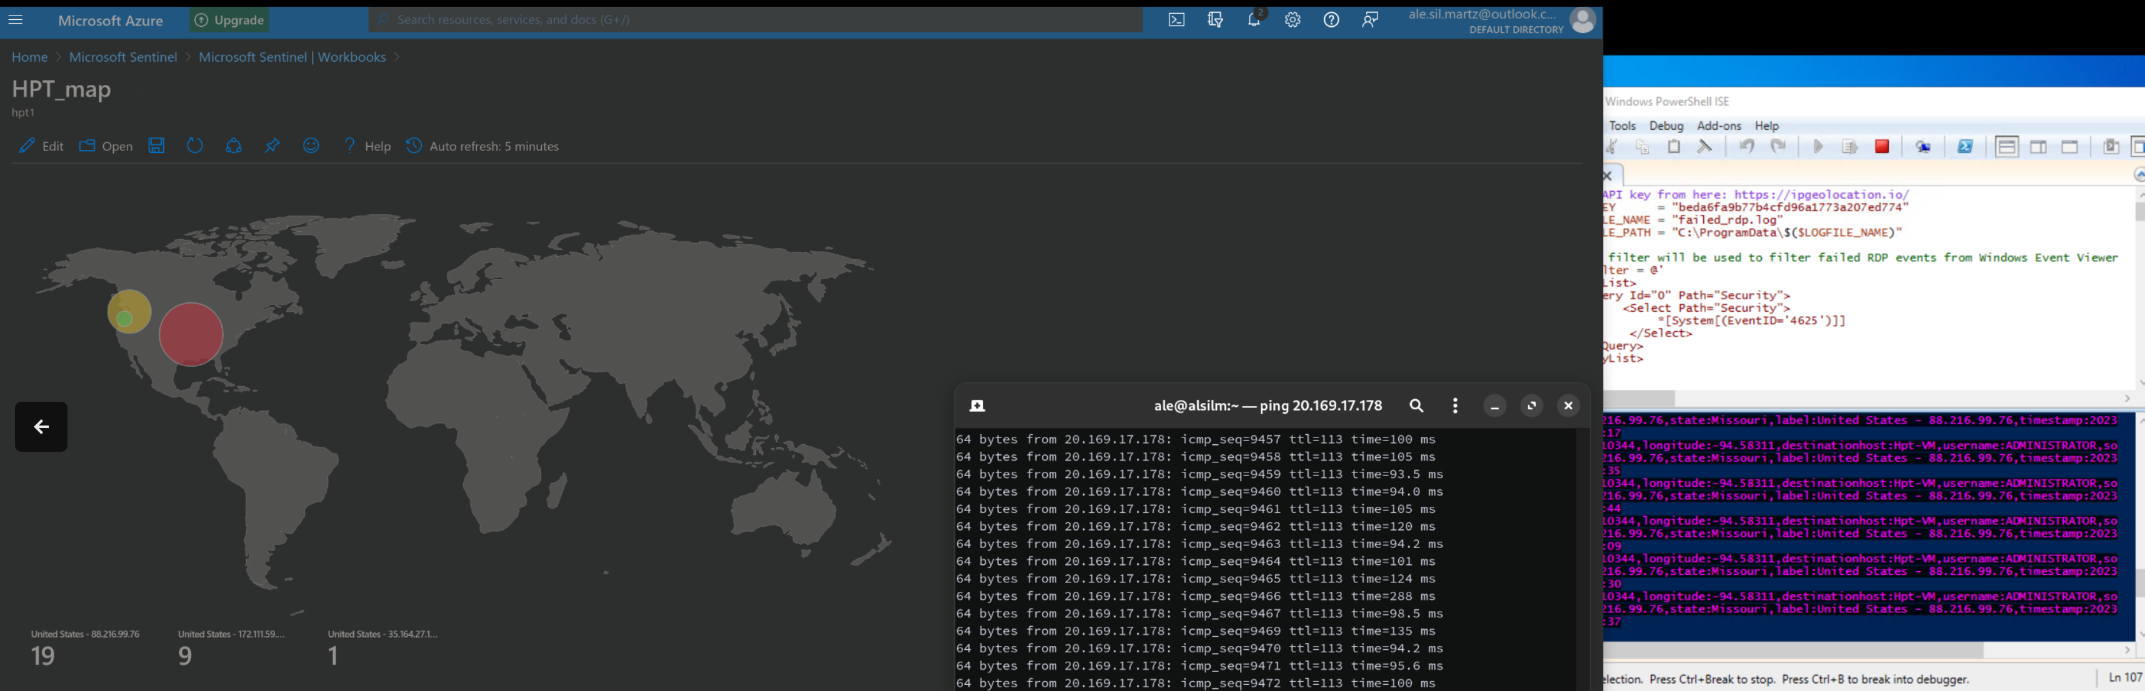 Microsoft Azure
Upgrade
Search resources, services, and docs (G+/)
2
ale.sil.martz@outlook.c...
DEFAULT DIRECTORY
Home > Microsoft Sentinel > Microsoft Sentinel | Workbooks >
HPT_map
hpt1
Edit
Open
Help
Auto refresh: 5 minutes
United States - 88.216.99.76
19
United States - 172.111.59....
9
United States - 35.164.27.1...
1
ale@alsilm:~ — ping 20.169.17.178
64 bytes from 20.169.17.178: icmp_seq=9457 ttl=113 time=100 ms
64 bytes from 20.169.17.178: icmp_seq=9458 ttl=113 time=105 ms
64 bytes from 20.169.17.178: icmp_seq=9459 ttl=113 time=93.5 ms
64 bytes from 20.169.17.178: icmp_seq=9460 ttl=113 time=94.0 ms
64 bytes from 20.169.17.178: icmp_seq=9461 ttl=113 time=105 ms
64 bytes from 20.169.17.178: icmp_seq=9462 ttl=113 time=120 ms
64 bytes from 20.169.17.178: icmp_seq=9463 ttl=113 time=94.2 ms
64 bytes from 20.169.17.178: icmp_seq=9464 ttl=113 time=101 ms
64 bytes from 20.169.17.178: icmp_seq=9465 ttl=113 time=124 ms
64 bytes from 20.169.17.178: icmp_seq=9466 ttl=113 time=288 ms
64 bytes from 20.169.17.178: icmp_seq=9467 ttl=113 time=98.5 ms
64 bytes from 20.169.17.178: icmp_seq=9469 ttl=113 time=135 ms
64 bytes from 20.169.17.178: icmp_seq=9470 ttl=113 time=94.2 ms
64 bytes from 20.169.17.178: icmp_seq=9471 ttl=113 time=95.6 ms
64 bytes from 20.169.17.178: icmp_seq=9472 ttl=113 time=100 ms
Windows PowerShell ISE
Tools Debug Add-ons Help
API key from here: https://ipgeolocation.io/
EY = "beda6fa9b77b4cfd96a1773a207ed774"
LE_NAME = "failed_rdp.log"
LE_PATH = "C:\ProgramData\$($LOGFILE_NAME)"
filter will be used to filter failed RDP events from Windows Event Viewer
lter = @'
List>
ery Id="0" Path="Security">
<Select Path="Security">
*[System[(EventID='4625')]]
</Select>
Query>
yList>
216.99.76,state:Missouri,label:United States - 88.216.99.76,timestamp:2023
:17
10344,longitude:-94.58311,destinationhost:Hpt-VM,username:ADMINISTRATOR,so
216.99.76,state:Missouri,label:United States - 88.216.99.76,timestamp:2023
:35
10344,longitude:-94.58311,destinationhost:Hpt-VM,username:ADMINISTRATOR,so
216.99.76,state:Missouri,label:United States - 88.216.99.76,timestamp:2023
:44
10344,longitude:-94.58311,destinationhost:Hpt-VM,username:ADMINISTRATOR,so
216.99.76,state:Missouri,label:United States - 88.216.99.76,timestamp:2023
:09
10344,longitude:-94.58311,destinationhost:Hpt-VM,username:ADMINISTRATOR,so
216.99.76,state:Missouri,label:United States - 88.216.99.76,timestamp:2023
:30
10344,longitude:-94.58311,destinationhost:Hpt-VM,username:ADMINISTRATOR,so
216.99.76,state:Missouri,label:United States - 88.216.99.76,timestamp:2023
:37
election. Press Ctrl+Break to stop. Press Ctrl+B to break into debugger.
Ln 107